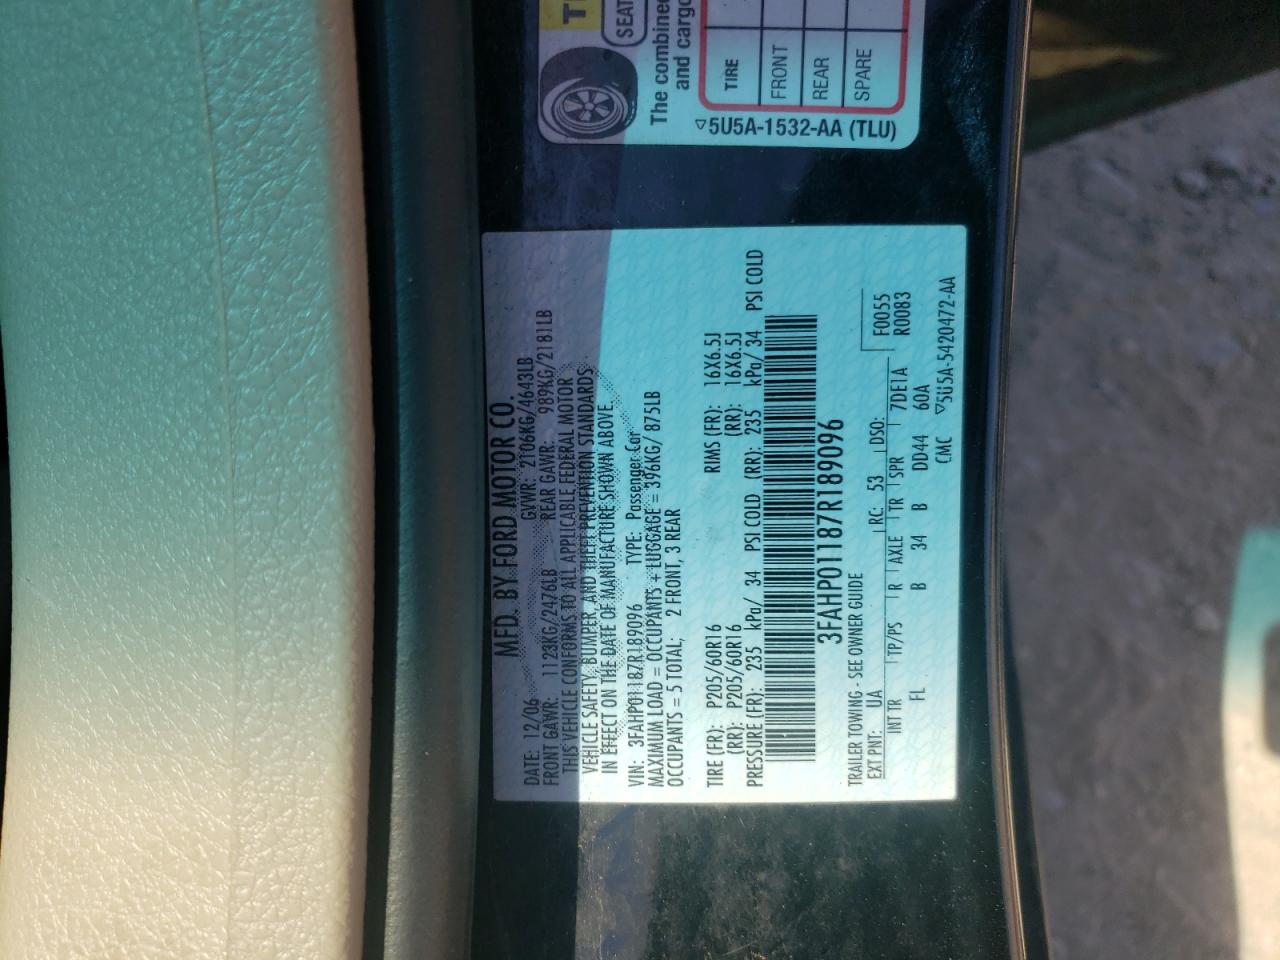 MFD. BY FORD MOTOR CO.
DATE: 12/06 GVWR: 2106KG/4643LB
FRONT GAWR: 1123KG/2476LB REAR GAWR: 989KG/2181LB
THIS VEHICLE CONFORMS TO ALL APPLICABLE FEDERAL MOTOR
VEHICLE SAFETY, BUMPER AND THEFT PREVENTION STANDARDS
IN EFFECT ON THE DATE OF MANUFACTURE SHOWN ABOVE
VIN: 3FAHP01187R189096 TYPE: Passenger Car
MAXIMUM LOAD = OCCUPANTS + LUGGAGE = 396KG/ 875LB
OCCUPANTS = 5 TOTAL; 2 FRONT, 3 REAR
TIRE (FR): P205/60R16 RIMS (FR): 16X6.5J
(RR): P205/60R16 (RR): 16X6.5J
PRESSURE (FR): 235 kPa/ 34 PSI COLD (RR): 235 kPa/ 34 PSI COLD
3FAHP01187R189096
TRAILER TOWING - SEE OWNER GUIDE F0055
EXT PNT: UA RC: 53 DSO: R0083
INT TR TP/PS R AXLE TR SPR 7DE1A
FL B 34 B DD44 60A
CMC ▽5U5A-5420472-AA
SEAT
The combined
and cargo
TIRE
FRONT
REAR
SPARE
◁5U5A-1532-AA (TLU)